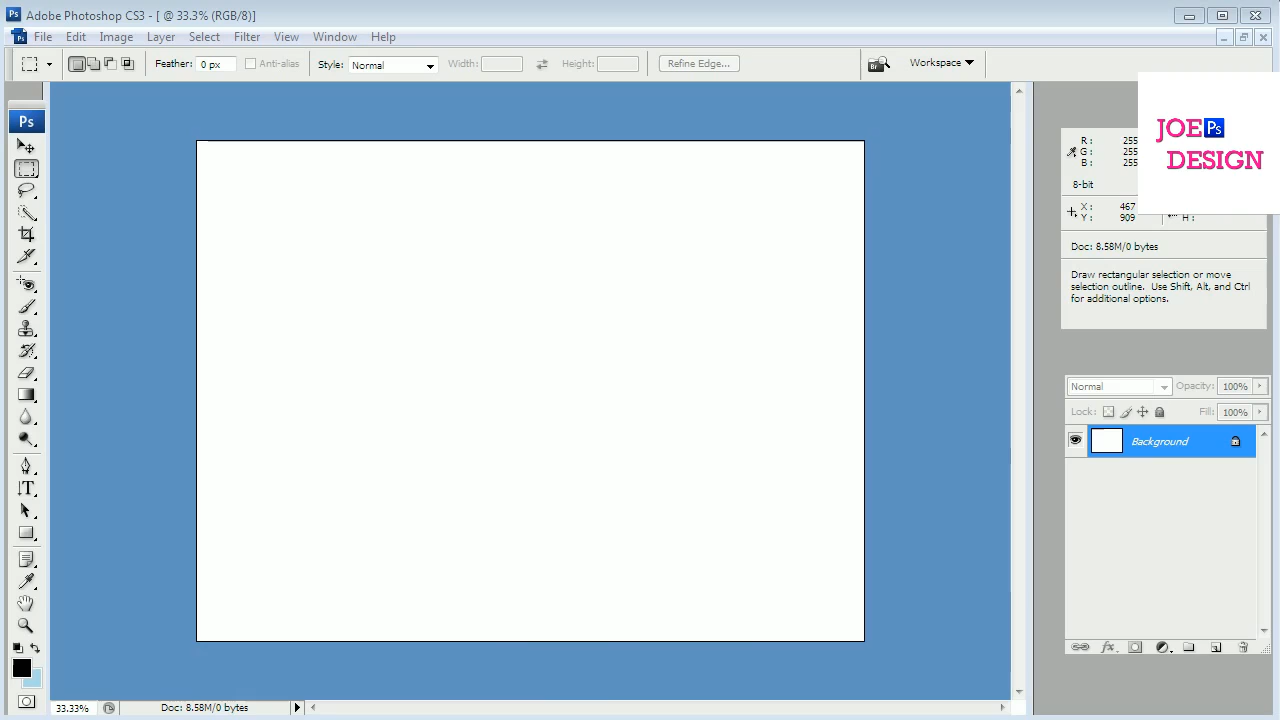 Adobe Photoshop CS3 - [ @ 33.3% (RGB/8)]
File Edit Image Layer Select Filter View Window Help
Feather: 0 px Anti-alias Style: Normal Width: Height: Refine Edge... Br Workspace
Ps
JOE Ps
DESIGN
R: 255
G: 255
B: 255
8-bit
X: 467
Y: 909
H:
Doc: 8.58M/0 bytes
Draw rectangular selection or move
selection outline. Use Shift, Alt, and Ctrl
for additional options.
Normal Opacity: 100%
Lock: Fill: 100%
Background
33.33% Doc: 8.58M/0 bytes